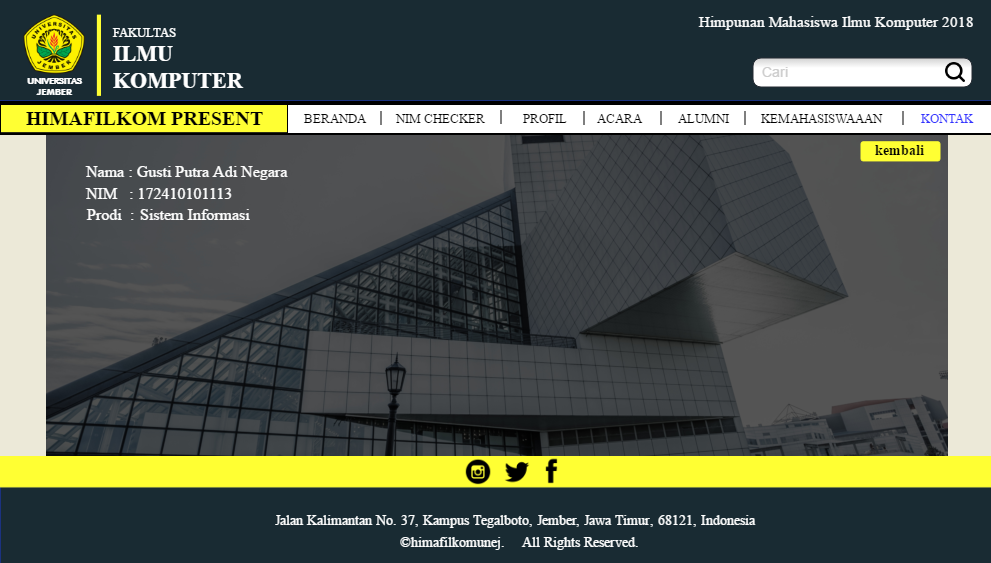 UNIVERSITAS
JEMBER
UNIVERSITAS
JEMBER
FAKULTAS
ILMU
KOMPUTER
Himpunan Mahasiswa Ilmu Komputer 2018
Cari
HIMAFILKOM PRESENT
BERANDA | NIM CHECKER | PROFIL | ACARA | ALUMNI | KEMAHASISWAAAN | KONTAK
kembali
Nama : Gusti Putra Adi Negara
NIM : 172410101113
Prodi : Sistem Informasi
Jalan Kalimantan No. 37, Kampus Tegalboto, Jember, Jawa Timur, 68121, Indonesia
©himafilkomunej. All Rights Reserved.